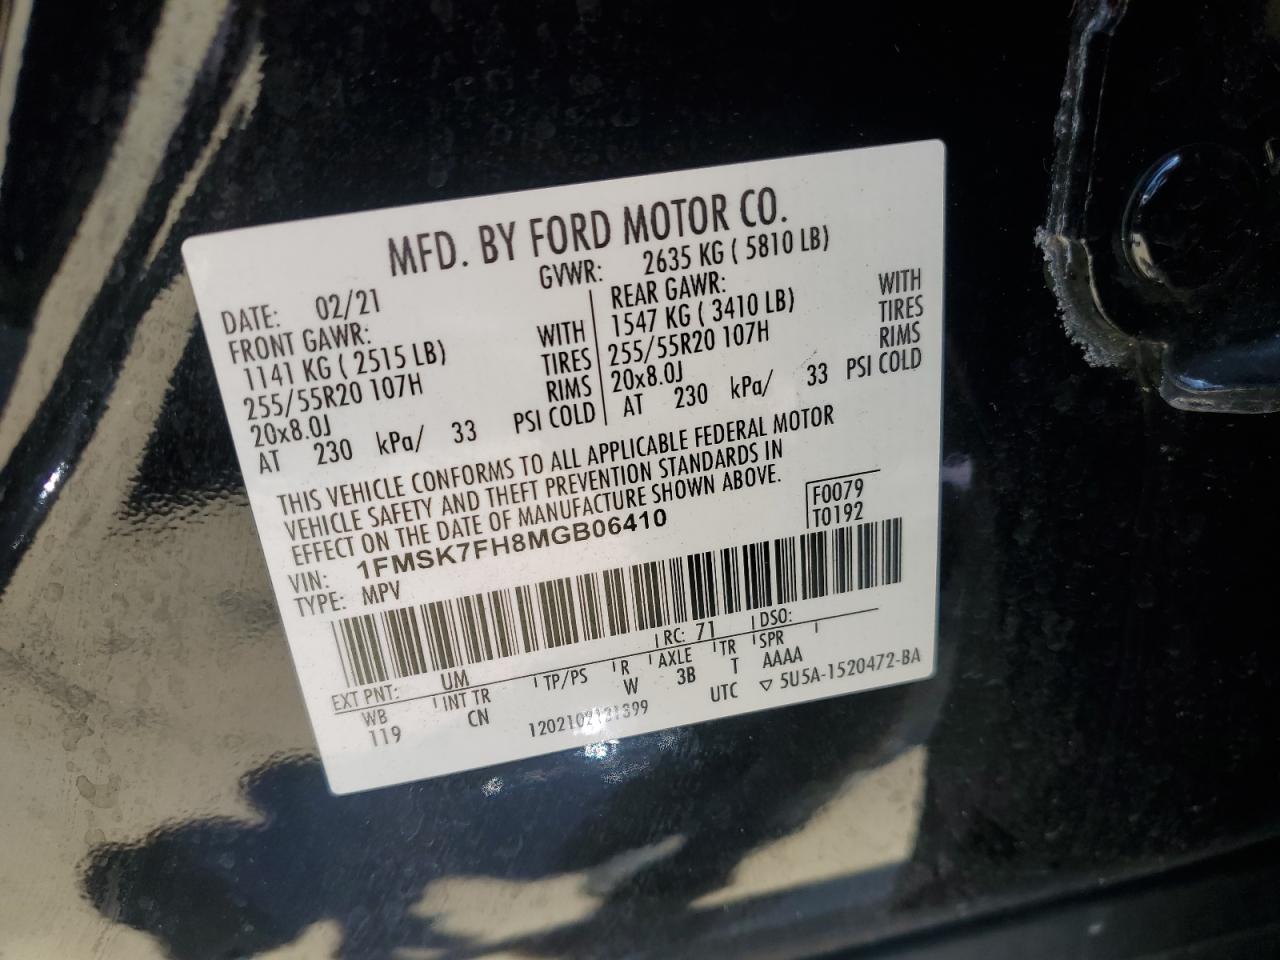 MFD. BY FORD MOTOR CO.
DATE: 02/21 GVWR: 2635 KG ( 5810 LB)
FRONT GAWR: REAR GAWR:
1141 KG ( 2515 LB) WITH 1547 KG ( 3410 LB) WITH
255/55R20 107H TIRES 255/55R20 107H TIRES
20x8.0J RIMS 20x8.0J RIMS
AT 230 kPa/ 33 PSI COLD AT 230 kPa/ 33 PSI COLD
THIS VEHICLE CONFORMS TO ALL APPLICABLE FEDERAL MOTOR
VEHICLE SAFETY AND THEFT PREVENTION STANDARDS IN
EFFECT ON THE DATE OF MANUFACTURE SHOWN ABOVE.
VIN: 1FMSK7FH8MGB06410 F0079
TYPE: MPV T0192
EXT PNT: UM RC: 71 DSO:
WB INT TR TP/PS R AXLE TR SPR
119 CN W 3B T AAAA
UTC ▽ 5U5A-1520472-BA